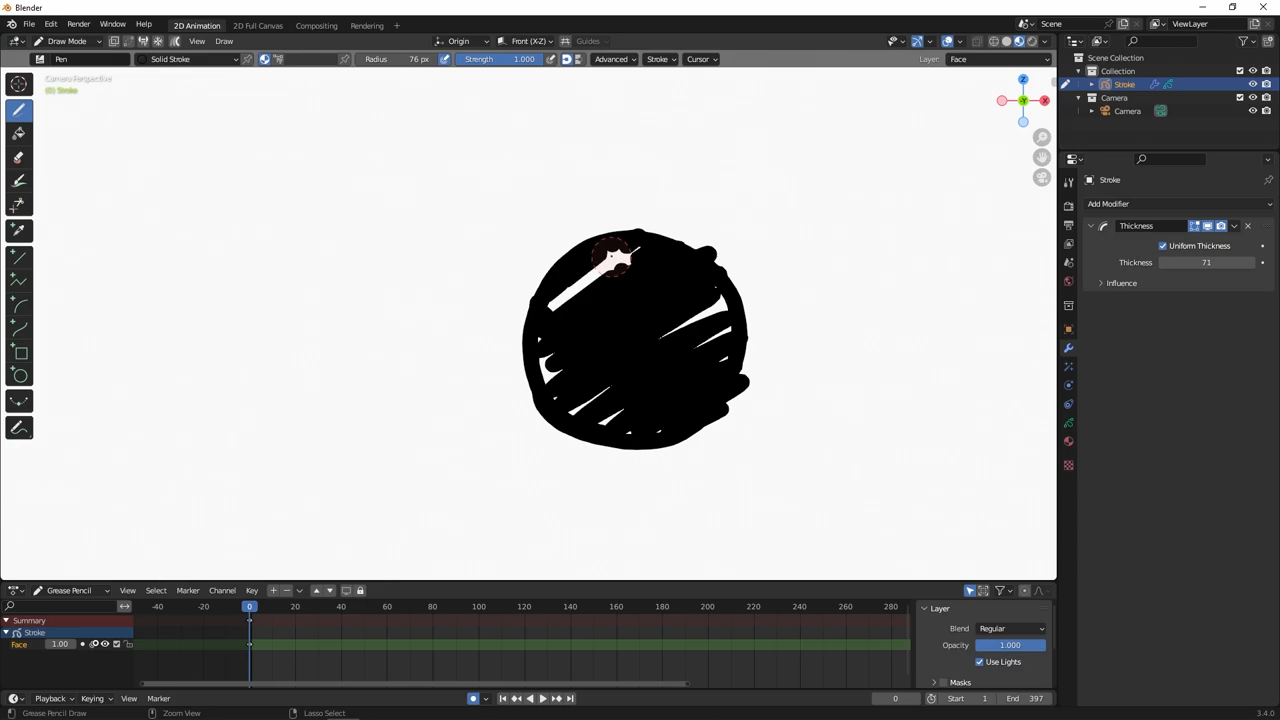 Blender
File Edit Render Window Help 2D Animation 2D Full Canvas Compositing Rendering + Scene ViewLayer
Draw Mode View Draw Origin Front (X-Z) Guides
Pen Solid Stroke Radius 76 px Strength 1.000 Advanced Stroke Cursor Layer: Face
Camera Perspective
(0) Stroke
Z
-Y
X
Scene Collection
Collection
Stroke
Camera
Camera
Stroke
Add Modifier
Thickness
Uniform Thickness
Thickness 71
Influence
Grease Pencil View Select Marker Channel Key
-40 -20 0 20 40 60 80 100 120 140 160 180 200 220 240 260 280
Summary
Stroke
Face 1.00
Layer
Blend Regular
Opacity 1.000
Use Lights
Masks
Playback Keying View Marker 0 Start 1 End 397
Grease Pencil Draw Zoom View Lasso Select 3.4.0